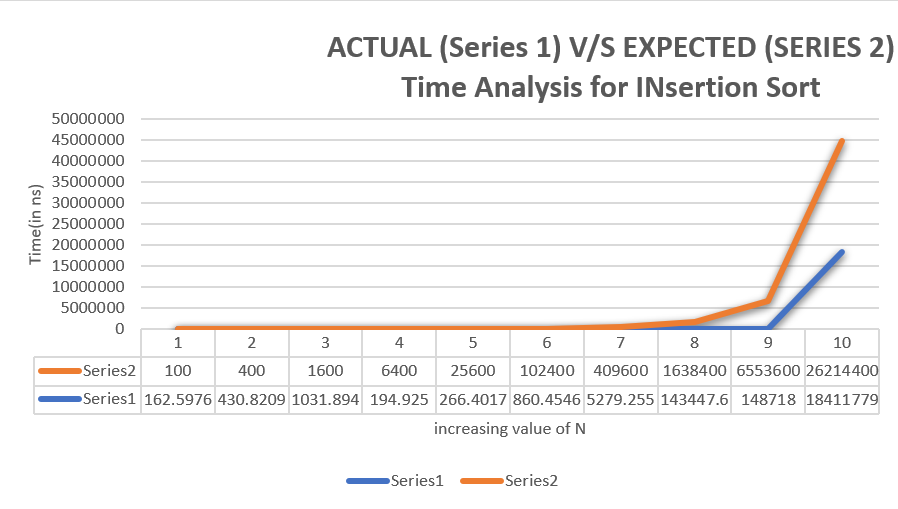 ACTUAL (Series 1) V/S EXPECTED (SERIES 2)
Time Analysis for INsertion Sort
Time(in ns)
50000000
45000000
40000000
35000000
30000000
25000000
20000000
15000000
10000000
5000000
0
1 2 3 4 5 6 7 8 9 10
Series2 100 400 1600 6400 25600 102400 409600 1638400 6553600 26214400
Series1 162.5976 430.8209 1031.894 194.925 266.4017 860.4546 5279.255 143447.6 148718 18411779
increasing value of N
Series1 Series2